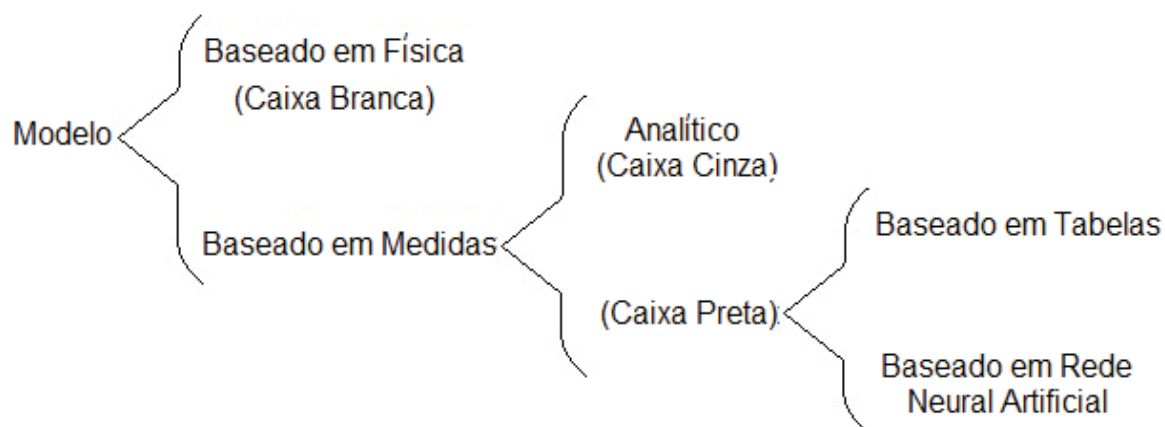 Modelo
Baseado em Física
(Caixa Branca)
Baseado em Medidas
Analítico
(Caixa Cinza)
(Caixa Preta)
Baseado em Tabelas
Baseado em Rede
Neural Artificial